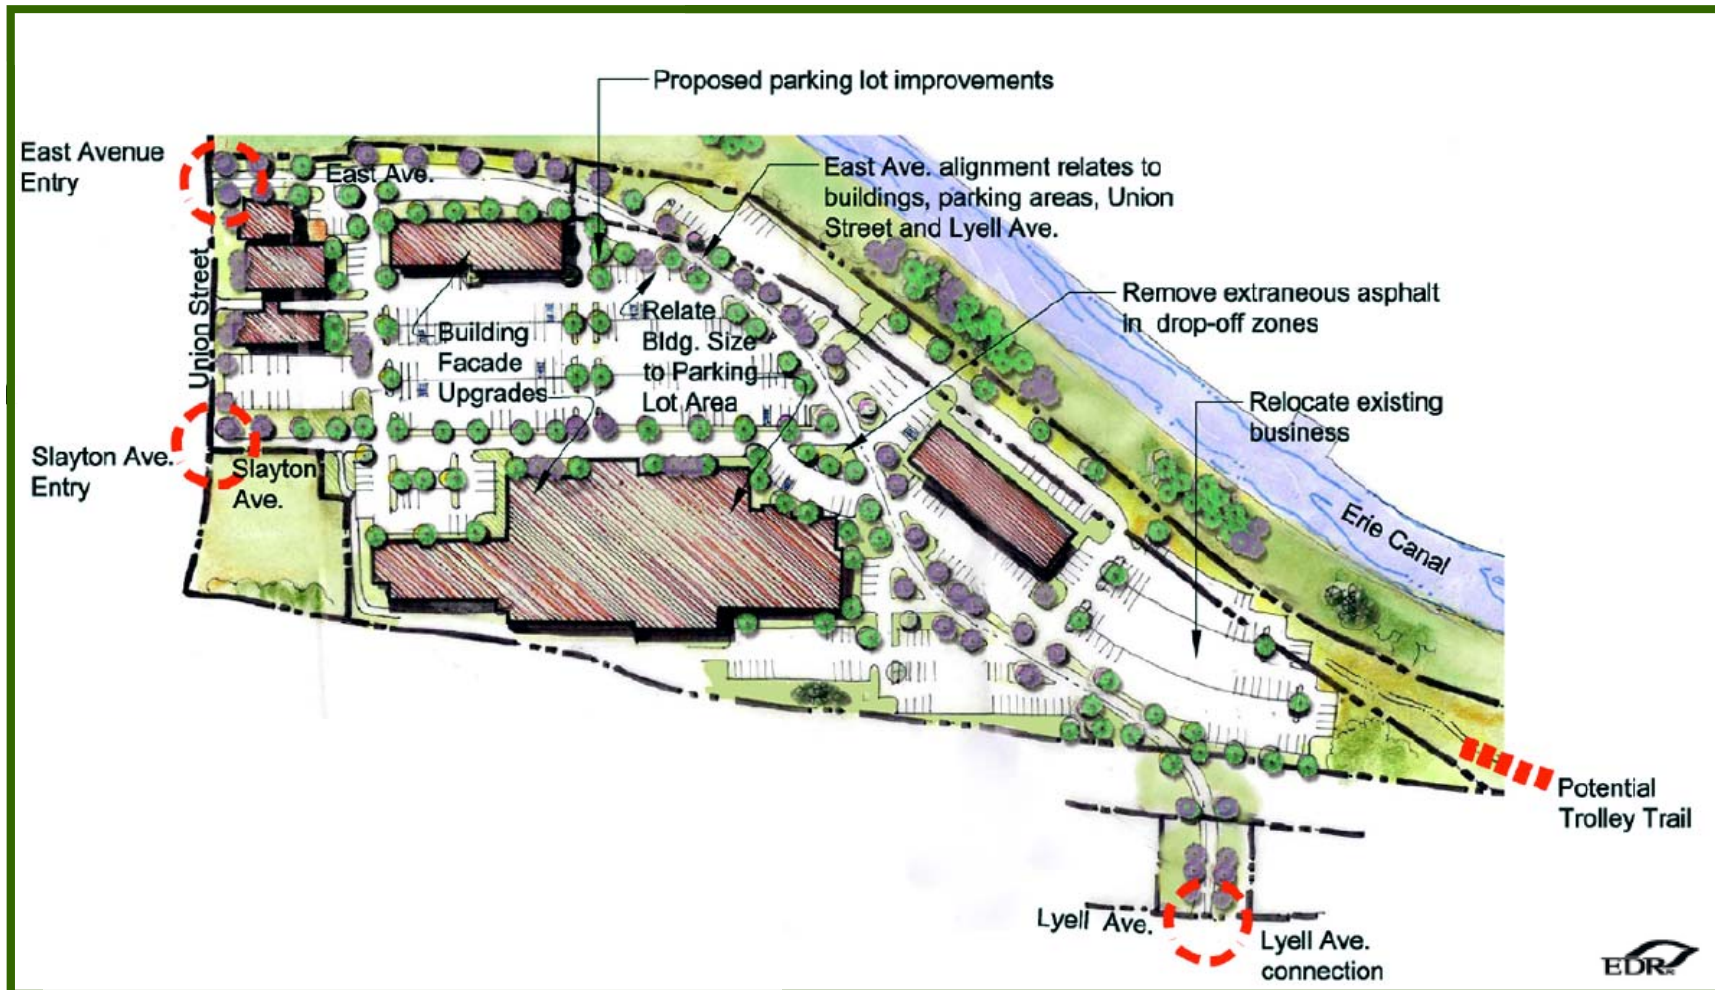 Proposed parking lot improvements
East Avenue
Entry
East Ave.
East Ave. alignment relates to
buildings, parking areas, Union
Street and Lyell Ave.
Union Street
Building
Facade
Upgrades
Relate
Bldg. Size
to Parking
Lot Area
Remove extraneous asphalt
in drop-off zones
Relocate existing
business
Slayton Ave.
Entry
Slayton
Ave.
Erie Canal
Potential
Trolley Trail
Lyell Ave.
Lyell Ave.
connection
EDR